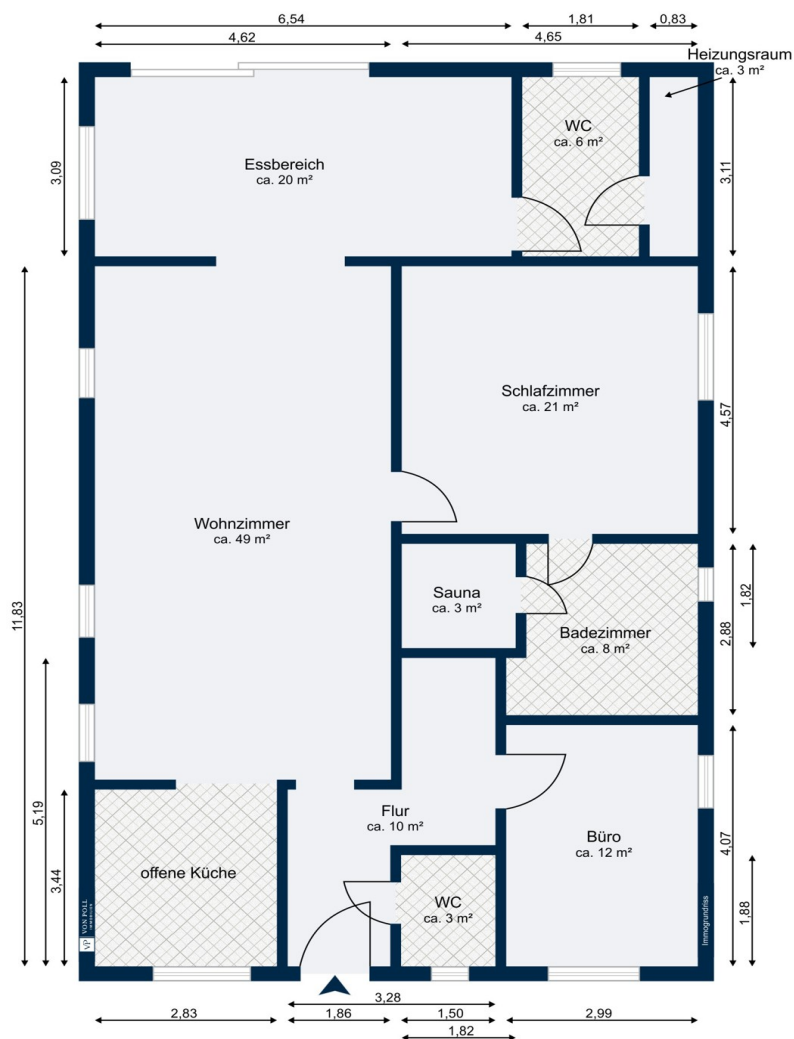 6,54
1,81
0,83
4,62
4,65
Heizungsraum
ca. 3 m²
WC
ca. 6 m²
Essbereich
ca. 20 m²
3,09
3,11
Schlafzimmer
ca. 21 m²
4,57
Wohnzimmer
ca. 49 m²
11,83
Sauna
ca. 3 m²
Badezimmer
ca. 8 m²
2,88
1,82
5,19
3,44
Flur
ca. 10 m²
Büro
ca. 12 m²
4,07
1,88
offene Küche
WC
ca. 3 m²
VP
VON POLL
IMMOBILIEN
Immogrundriss
3,28
2,83
1,86
1,50
2,99
1,82